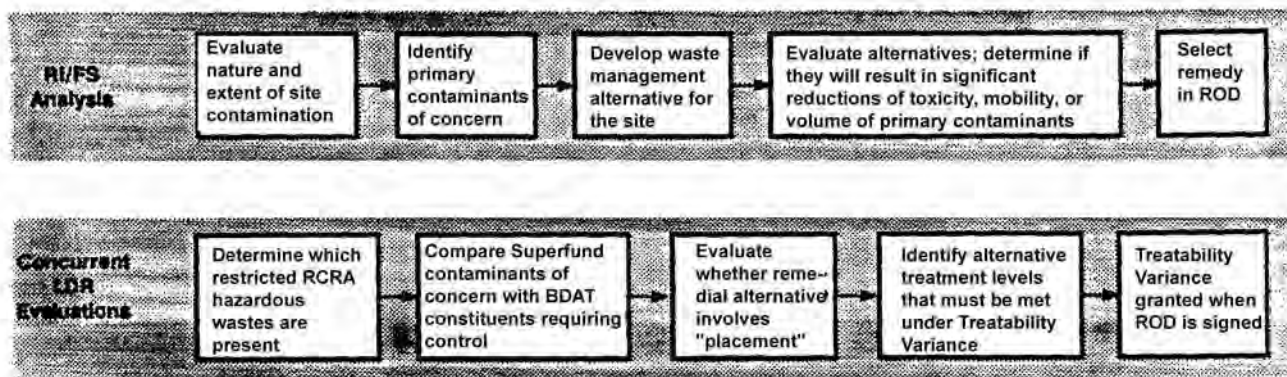 RI/FS
Analysis
Evaluate
nature and
extent of site
contamination
Identify
primary
contaminants
of concern
Develop waste
management
alternative for
the site
Evaluate alternatives; determine if
they will result in significant
reductions of toxicity, mobility, or
volume of primary contaminants
Select
remedy
in ROD
Concurrent
LDR
Evaluations
Determine which
restricted RCRA
hazardous
wastes are
present
Compare Superfund
contaminants of
concern with BDAT
constituents requiring
control
Evaluate
whether reme-
dial alternative
involves
"placement"
Identify alternative
treatment levels
that must be met
under Treatability
Variance
Treatability
Variance
granted when
ROD is signed